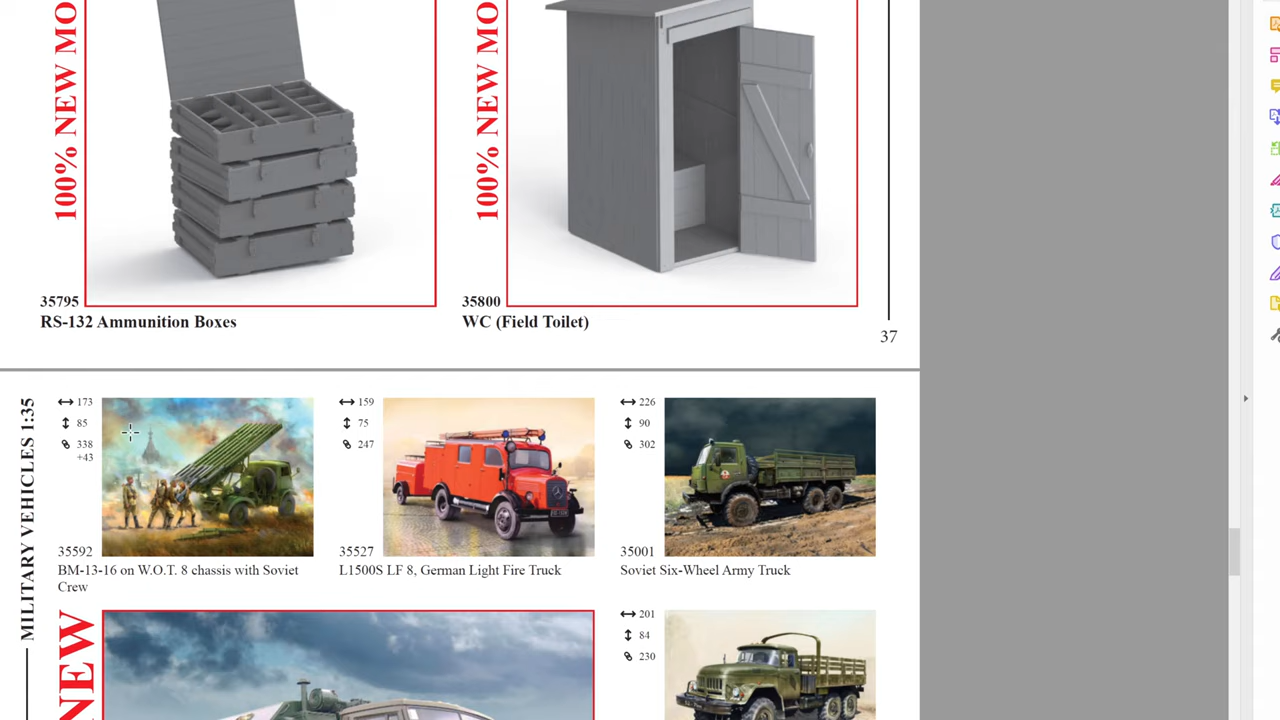 100% NEW MO
35795
RS-132 Ammunition Boxes
100% NEW MO
35800
WC (Field Toilet)
37
MILITARY VEHICLES 1:35
173
85
338
+43
35592
BM-13-16 on W.O.T. 8 chassis with Soviet
Crew
159
75
247
35527
L1500S LF 8, German Light Fire Truck
226
90
302
35001
Soviet Six-Wheel Army Truck
NEW
201
84
230